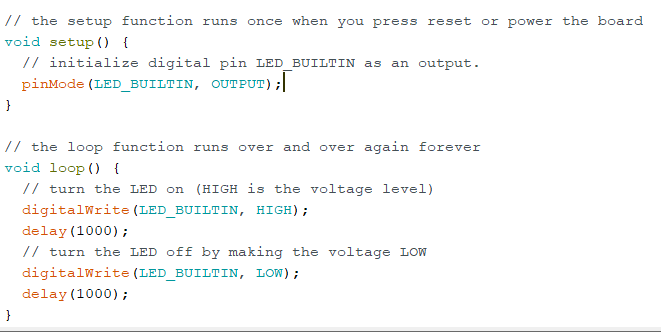 // the setup function runs once when you press reset or power the board
void setup() {
  // initialize digital pin LED_BUILTIN as an output.
  pinMode(LED_BUILTIN, OUTPUT);
}

// the loop function runs over and over again forever
void loop() {
  // turn the LED on (HIGH is the voltage level)
  digitalWrite(LED_BUILTIN, HIGH);
  delay(1000);
  // turn the LED off by making the voltage LOW
  digitalWrite(LED_BUILTIN, LOW);
  delay(1000);
}